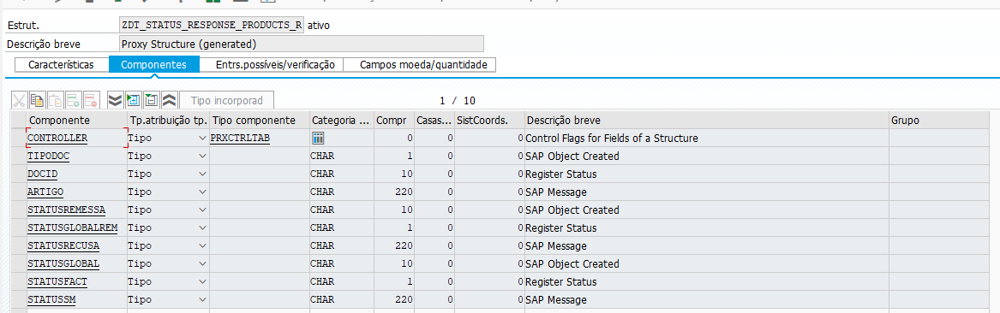 Estrut. ZDT_STATUS_RESPONSE_PRODUCTS_R ativo
Descrição breve Proxy Structure (generated)
Características Componentes Entrs.possíveis/verificação Campos moeda/quantidade
Tipo incorporad 1 / 10
Componente Tp.atribuição tp. Tipo componente Categoria ... Compr Casas... SistCoords. Descrição breve Grupo
CONTROLLER Tipo PRXCTRLTAB 0 0 0 Control Flags for Fields of a Structure
TIPODOC Tipo CHAR 1 0 0 SAP Object Created
DOCID Tipo CHAR 10 0 0 Register Status
ARTIGO Tipo CHAR 220 0 0 SAP Message
STATUSREMESSA Tipo CHAR 10 0 0 SAP Object Created
STATUSGLOBALREM Tipo CHAR 1 0 0 Register Status
STATUSRECUSA Tipo CHAR 220 0 0 SAP Message
STATUSGLOBAL Tipo CHAR 10 0 0 SAP Object Created
STATUSFACT Tipo CHAR 1 0 0 Register Status
STATUSSM Tipo CHAR 220 0 0 SAP Message